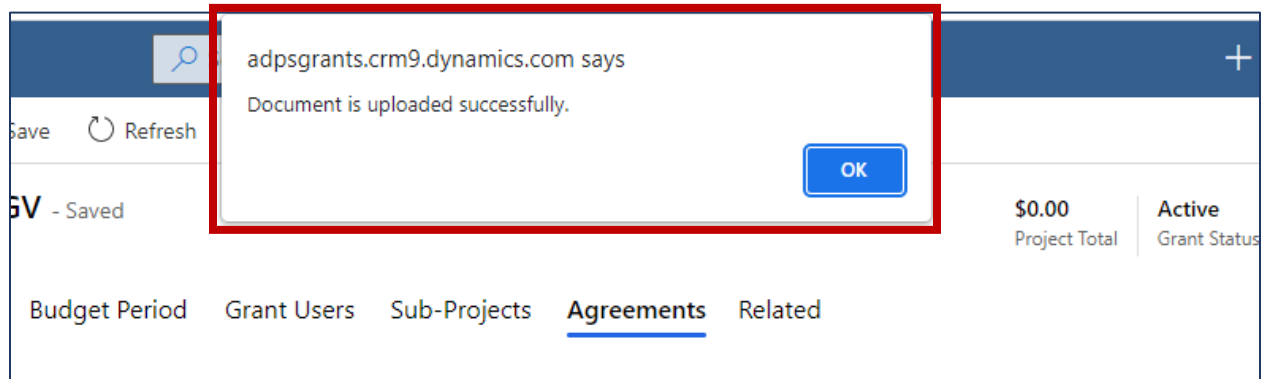 adpsgrants.crm9.dynamics.com says
Document is uploaded successfully.
OK
Save Refresh
GV - Saved
$0.00 Active
Project Total Grant Status
Budget Period Grant Users Sub-Projects Agreements Related